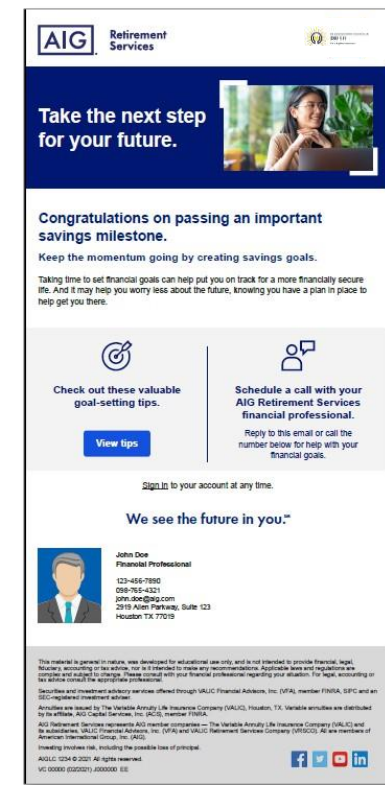 AIG
Retirement
Services
Take the next step
for your future.
Congratulations on passing an important
savings milestone.
Keep the momentum going by creating savings goals.
Taking time to set financial goals can help put you on track for a more financially secure
life. And it may help you worry less about the future, knowing you have a plan in place to
help get you there.
Check out these valuable
goal-setting tips.
View tips
Schedule a call with your
AIG Retirement Services
financial professional.
Reply to this email or call the
number below for help with your
financial goals.
Sign in to your account at any time.
We see the future in you.℠
John Doe
Financial Professional
123-456-7890
098-765-4321
john.doe@aig.com
2919 Allen Parkway, Suite 123
Houston TX 77019
This material is general in nature, was developed for educational use only, and is not intended to provide financial, legal,
fiduciary, accounting or tax advice, nor is it intended to make any recommendations. Applicable laws and regulations are
complex and subject to change. Please consult with your financial professional regarding your situation. For legal, accounting or
tax advice consult the appropriate professional.
Securities and investment advisory services offered through VALIC Financial Advisors, Inc. (VFA), member FINRA, SIPC and an
SEC-registered investment adviser.
Annuities are issued by The Variable Annuity Life Insurance Company (VALIC), Houston, TX. Variable annuities are distributed
by its affiliate, AIG Capital Services, Inc. (ACS), member FINRA.
AIG Retirement Services represents AIG member companies — The Variable Annuity Life Insurance Company (VALIC) and
its subsidiaries, VALIC Financial Advisors, Inc. (VFA) and VALIC Retirement Services Company (VRSCO). All are members of
American International Group, Inc. (AIG).
Investing involves risk, including the possible loss of principal.
AIGLC 1234 © 2021 All rights reserved.
VC 00000 (02/2021) J000000 EE